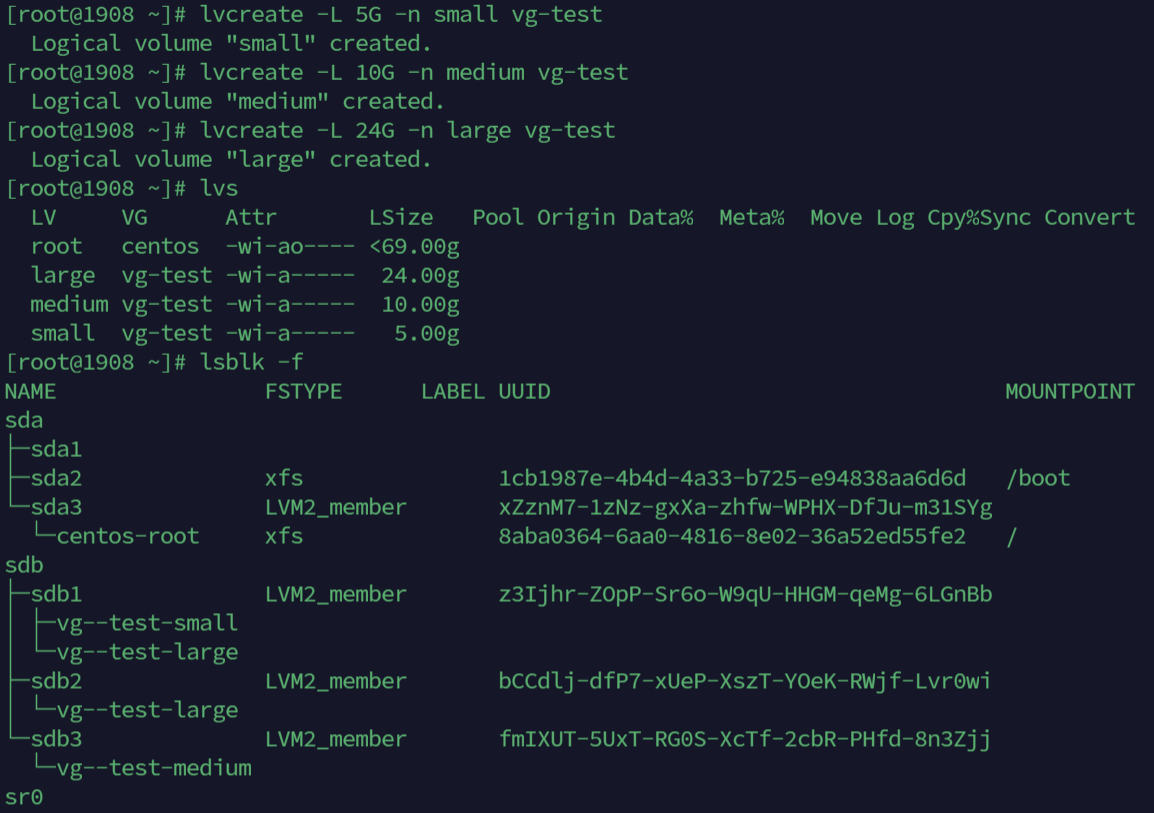 [root@1908 ~]# lvcreate -L 5G -n small vg-test
  Logical volume "small" created.
[root@1908 ~]# lvcreate -L 10G -n medium vg-test
  Logical volume "medium" created.
[root@1908 ~]# lvcreate -L 24G -n large vg-test
  Logical volume "large" created.
[root@1908 ~]# lvs
  LV     VG      Attr       LSize   Pool Origin Data%  Meta%  Move Log Cpy%Sync Convert
  root   centos  -wi-ao---- <69.00g
  large  vg-test -wi-a-----  24.00g
  medium vg-test -wi-a-----  10.00g
  small  vg-test -wi-a-----   5.00g
[root@1908 ~]# lsblk -f
NAME                FSTYPE      LABEL UUID                                   MOUNTPOINT
sda
├─sda1
├─sda2              xfs               1cb1987e-4b4d-4a33-b725-e94838aa6d6d   /boot
└─sda3              LVM2_member       xZznM7-1zNz-gxXa-zhfw-WPHX-DfJu-m31SYg
  └─centos-root     xfs               8aba0364-6aa0-4816-8e02-36a52ed55fe2   /
sdb
├─sdb1              LVM2_member       z3Ijhr-ZOpP-Sr6o-W9qU-HHGM-qeMg-6LGnBb
│ ├─vg--test-small
│ └─vg--test-large
├─sdb2              LVM2_member       bCCdlj-dfP7-xUeP-XszT-YOeK-RWjf-Lvr0wi
│ └─vg--test-large
└─sdb3              LVM2_member       fmIXUT-5UxT-RG0S-XcTf-2cbR-PHfd-8n3Zjj
  └─vg--test-medium
sr0